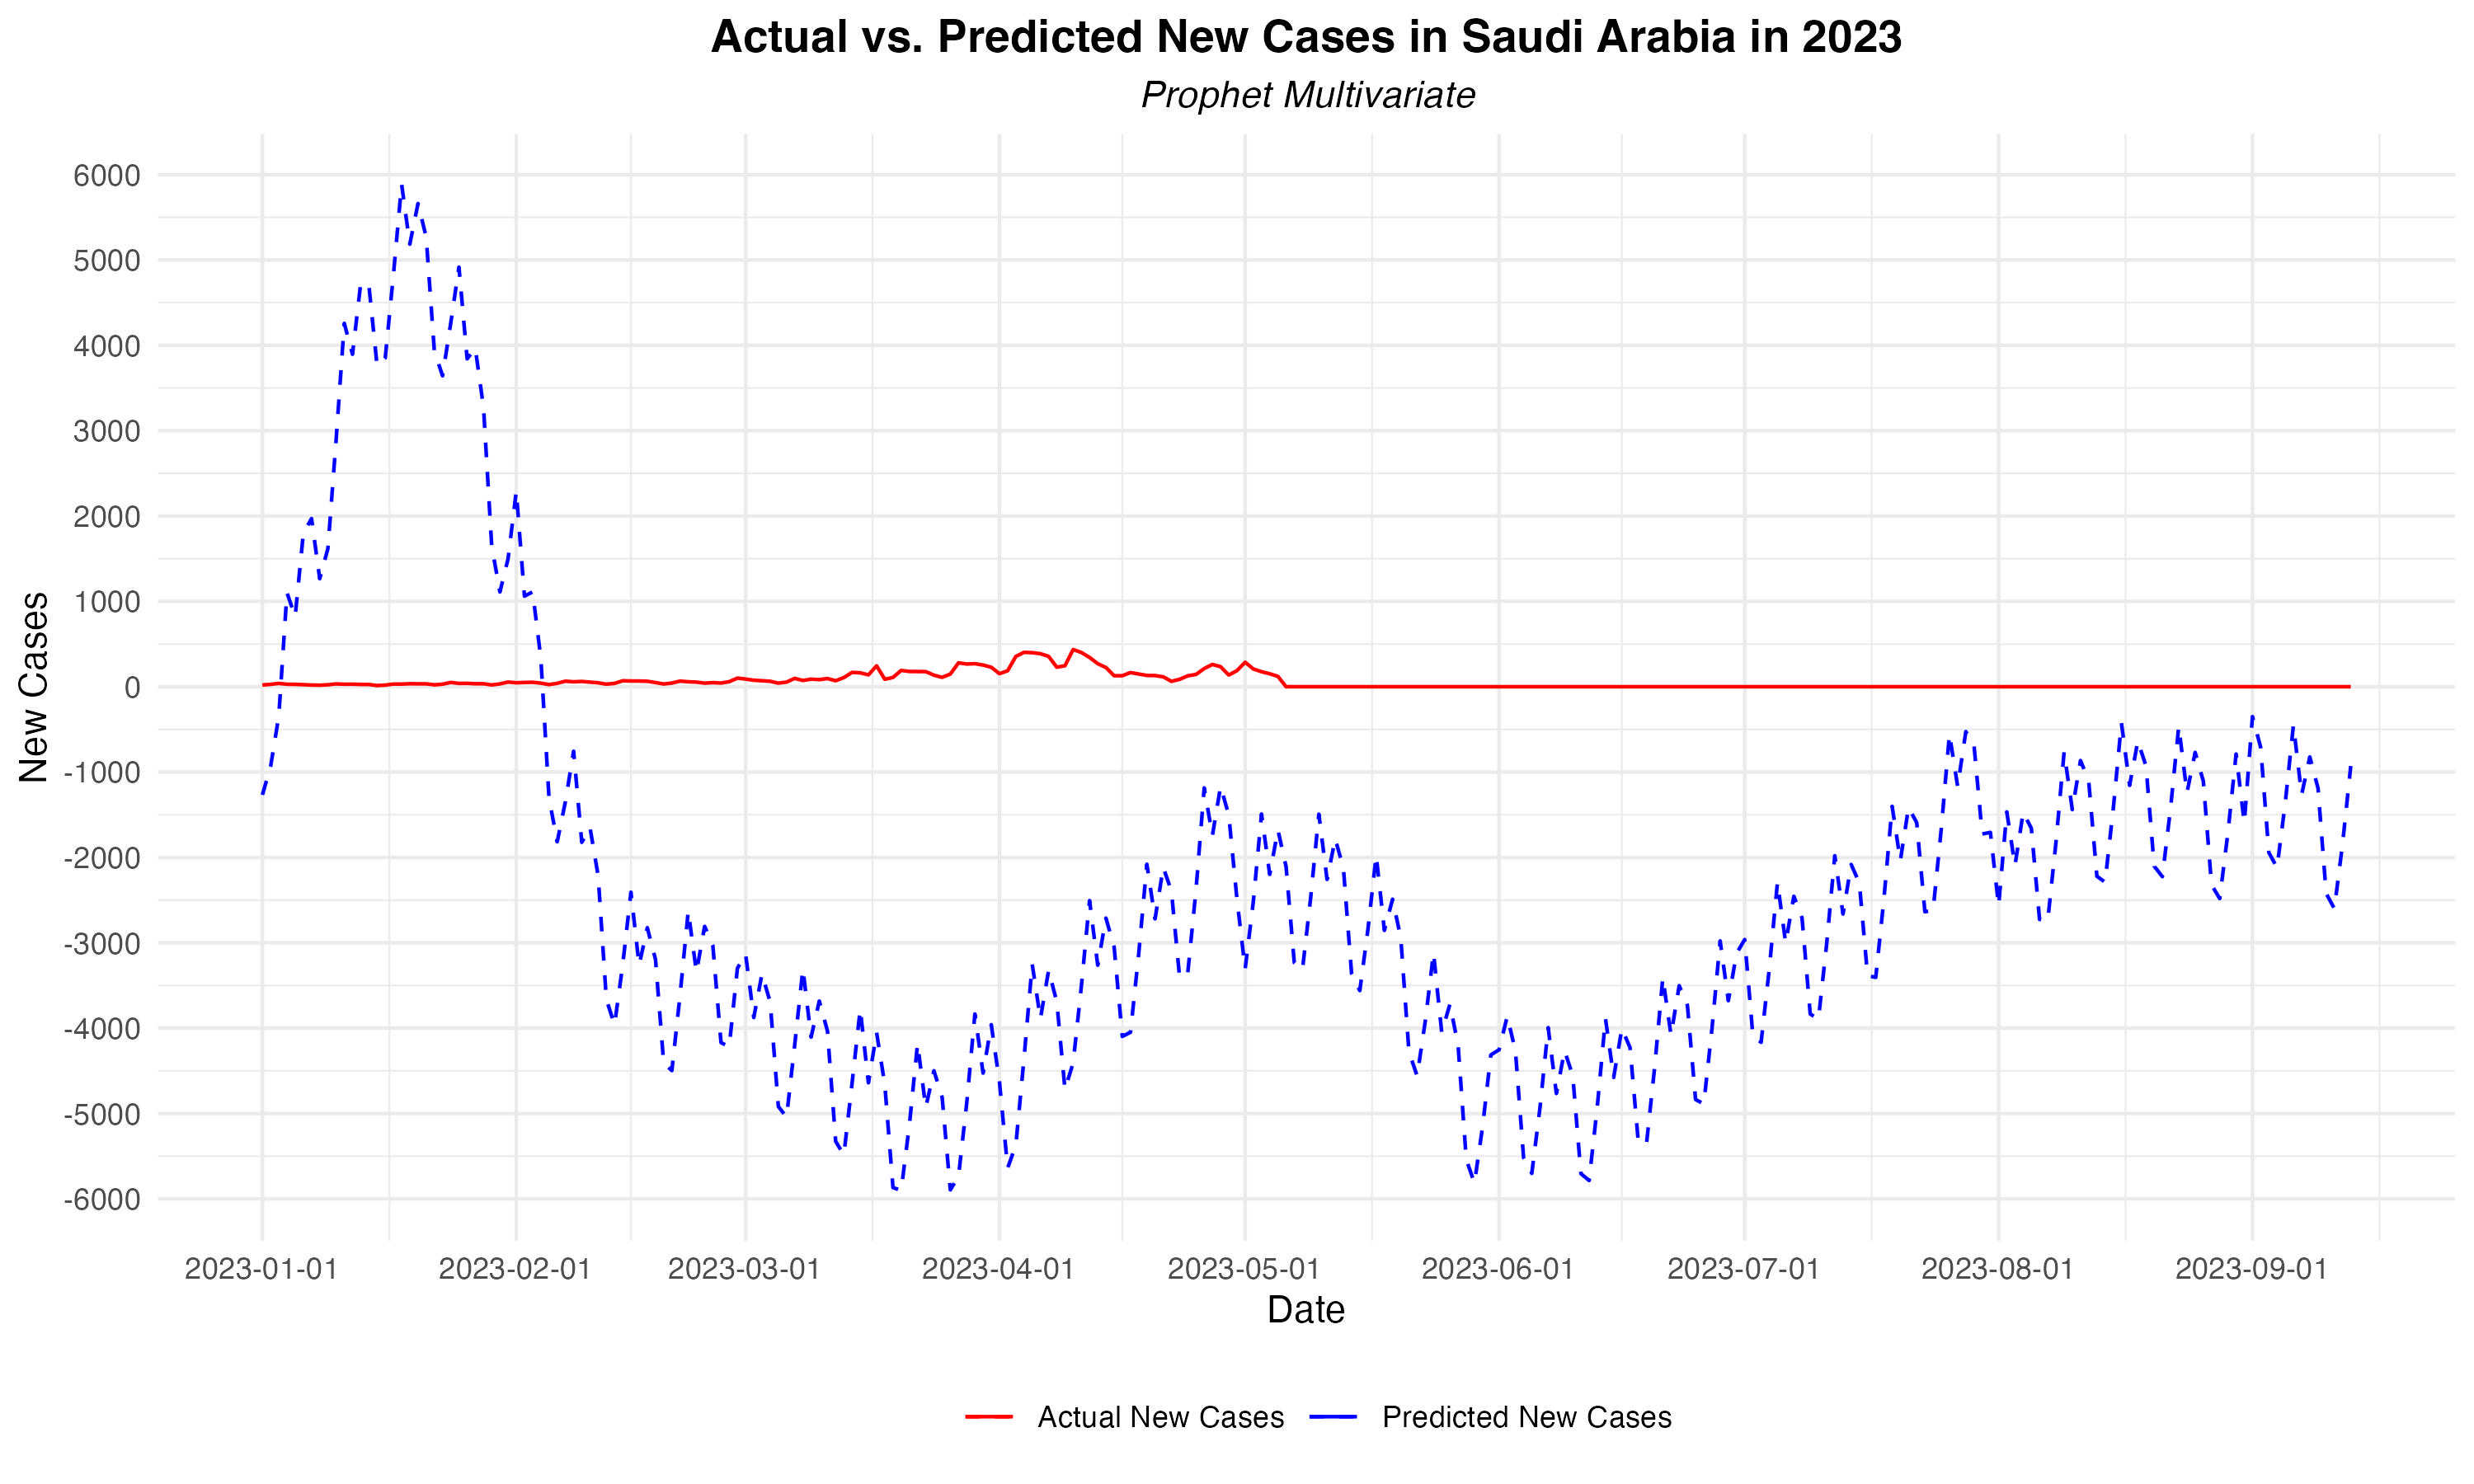 Actual vs. Predicted New Cases in Saudi Arabia in 2023
Prophet Multivariate
New Cases
6000
5000
4000
3000
2000
1000
0
-1000
-2000
-3000
-4000
-5000
-6000
2023-01-01 2023-02-01 2023-03-01 2023-04-01 2023-05-01 2023-06-01 2023-07-01 2023-08-01 2023-09-01
Date
Actual New Cases Predicted New Cases